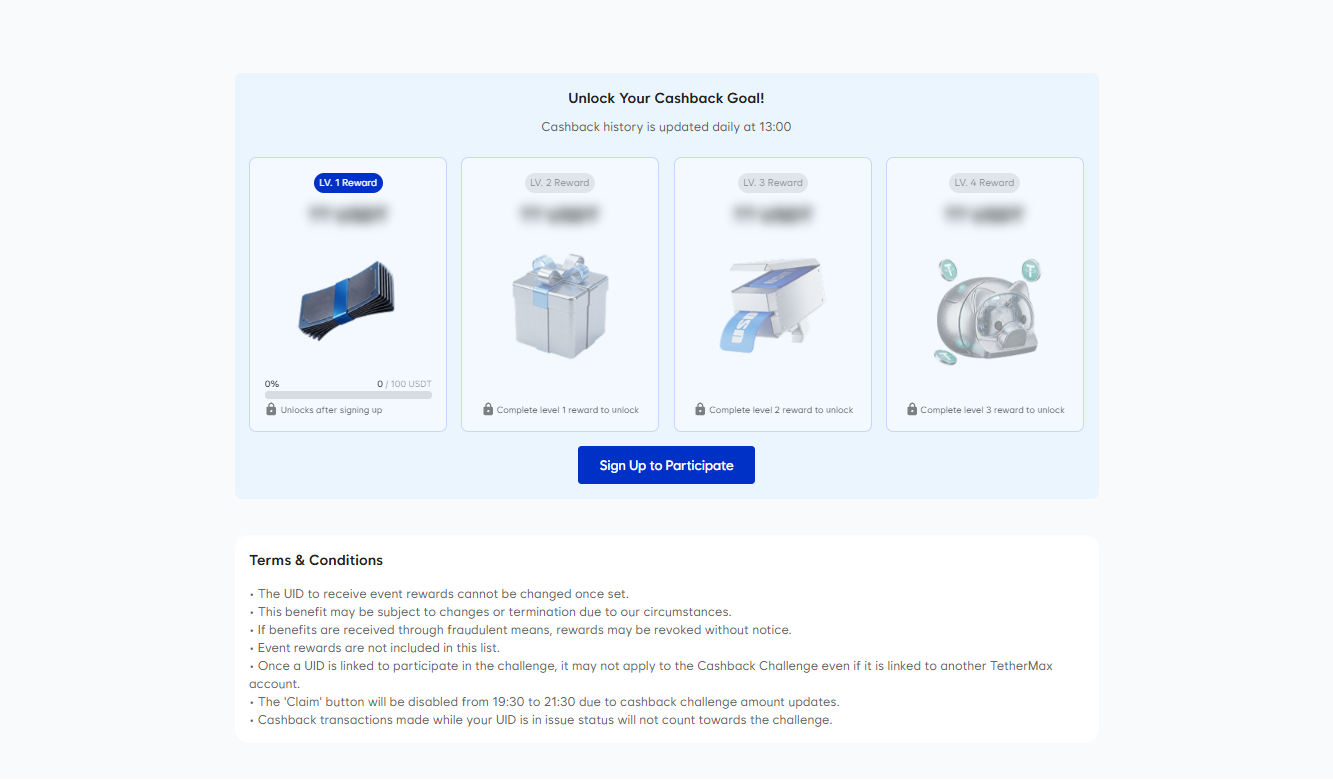 Unlock Your Cashback Goal!
Cashback history is updated daily at 13:00
LV. 1 Reward
LV. 2 Reward
LV. 3 Reward
LV. 4 Reward
0%
0 / 100 USDT
Unlocks after signing up
Complete level 1 reward to unlock
Complete level 2 reward to unlock
Complete level 3 reward to unlock
Sign Up to Participate
Terms & Conditions
• The UID to receive event rewards cannot be changed once set.
• This benefit may be subject to changes or termination due to our circumstances.
• If benefits are received through fraudulent means, rewards may be revoked without notice.
• Event rewards are not included in this list.
• Once a UID is linked to participate in the challenge, it may not apply to the Cashback Challenge even if it is linked to another TetherMax
account.
• The 'Claim' button will be disabled from 19:30 to 21:30 due to cashback challenge amount updates.
• Cashback transactions made while your UID is in issue status will not count towards the challenge.